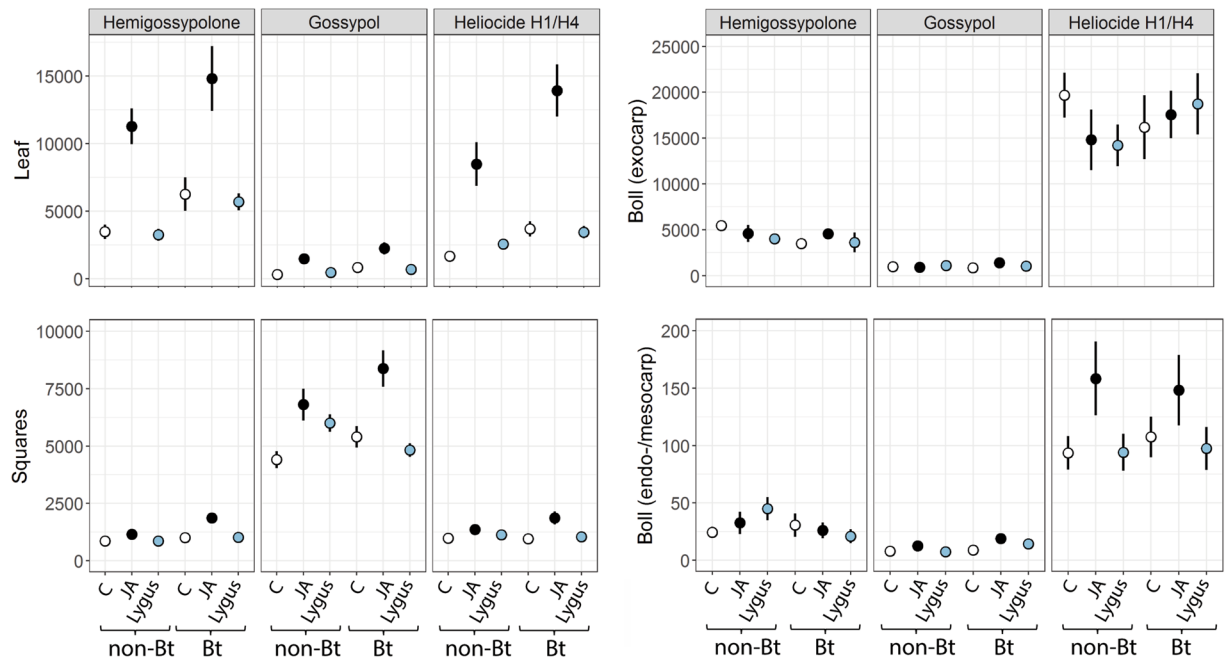 Hemigossypolone Gossypol Heliocide H1/H4
Leaf
15000
10000
5000
0
Squares
10000
7500
5000
2500
0
C JA Lygus C JA Lygus C JA Lygus C JA Lygus C JA Lygus C JA Lygus
non-Bt Bt non-Bt Bt non-Bt Bt
Hemigossypolone Gossypol Heliocide H1/H4
Boll (exocarp)
25000
20000
15000
10000
5000
0
Boll (endo-/mesocarp)
200
150
100
50
0
C JA Lygus C JA Lygus C JA Lygus C JA Lygus C JA Lygus C JA Lygus
non-Bt Bt non-Bt Bt non-Bt Bt